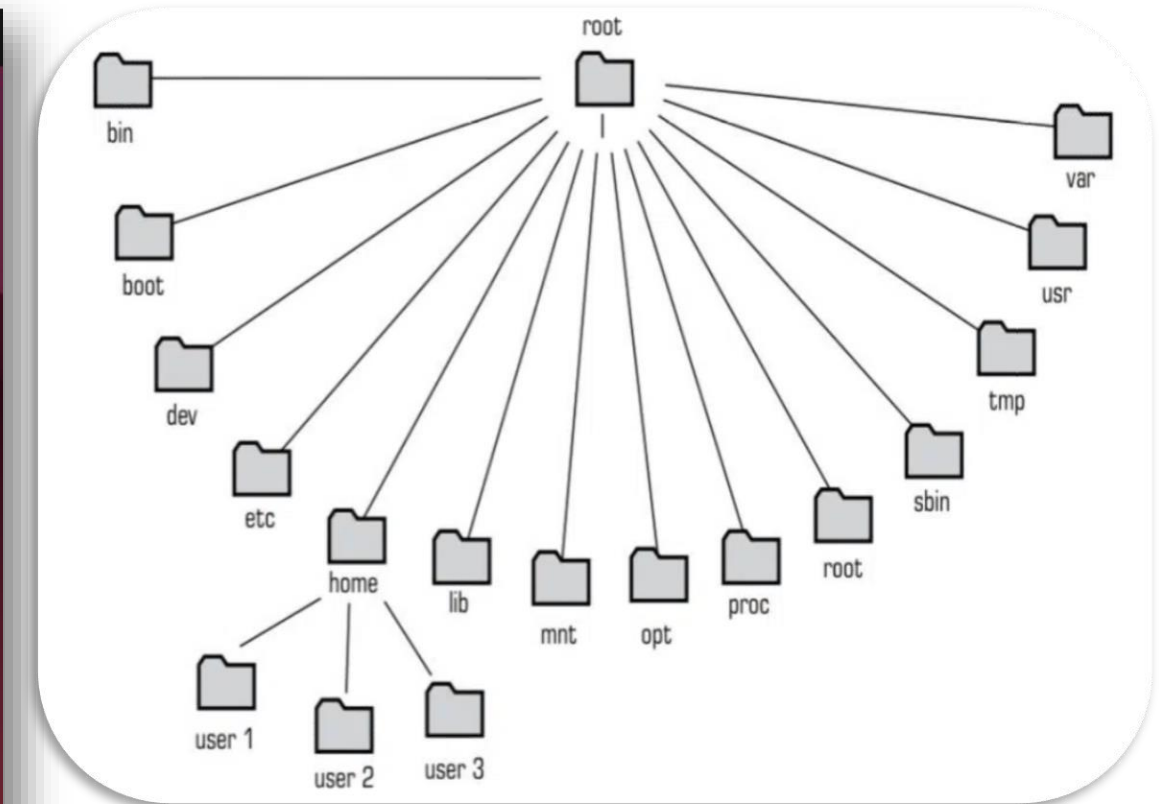 root
bin
var
boot
usr
dev
tmp
etc
sbin
home
lib
mnt
opt
proc
root
user 1
user 2
user 3